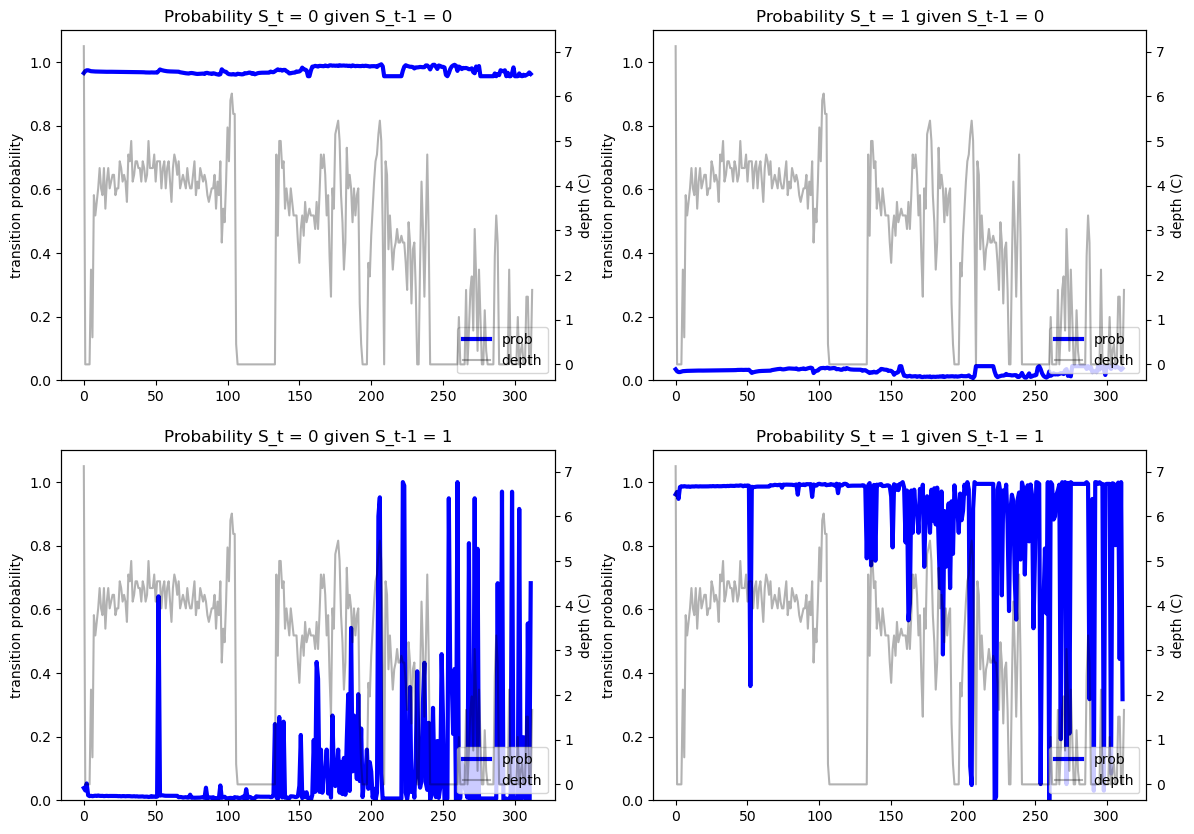 Probability S_t = 0 given S_t-1 = 0
1.0
0.8
0.6
0.4
0.2
0.0
transition probability
7
6
5
4
3
2
1
0
depth (C)
prob
depth
0 50 100 150 200 250 300
Probability S_t = 1 given S_t-1 = 0
1.0
0.8
0.6
0.4
0.2
0.0
transition probability
7
6
5
4
3
2
1
0
depth (C)
prob
depth
0 50 100 150 200 250 300
Probability S_t = 0 given S_t-1 = 1
1.0
0.8
0.6
0.4
0.2
0.0
transition probability
7
6
5
4
3
2
1
0
depth (C)
prob
depth
0 50 100 150 200 250 300
Probability S_t = 1 given S_t-1 = 1
1.0
0.8
0.6
0.4
0.2
0.0
transition probability
7
6
5
4
3
2
1
0
depth (C)
prob
depth
0 50 100 150 200 250 300